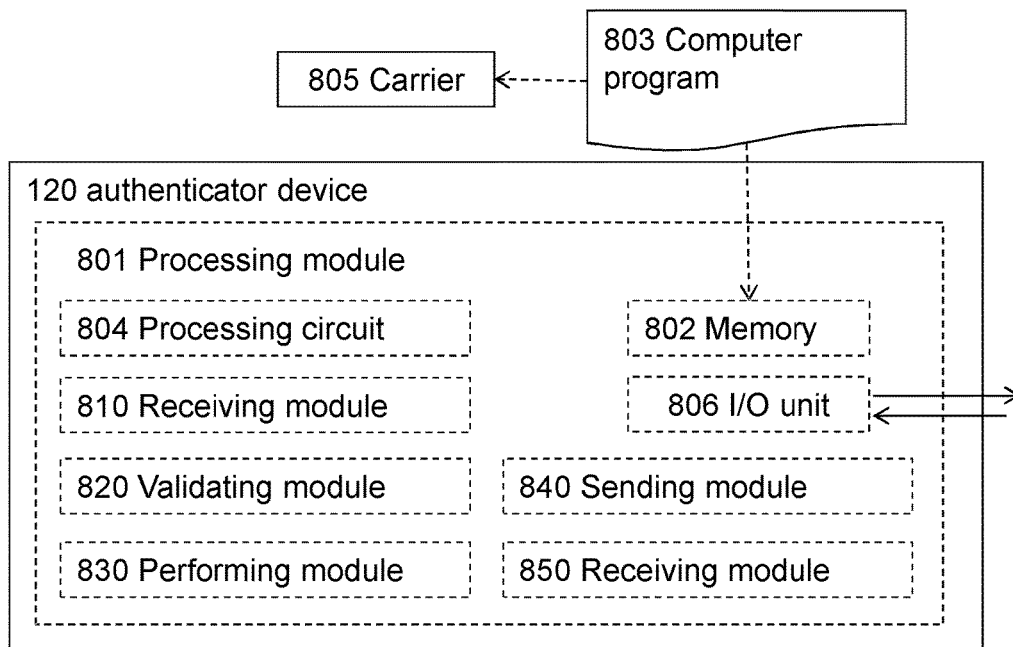 803 Computer
program
805 Carrier
120 authenticator device
801 Processing module
804 Processing circuit
802 Memory
810 Receiving module
806 I/O unit
820 Validating module
840 Sending module
830 Performing module
850 Receiving module